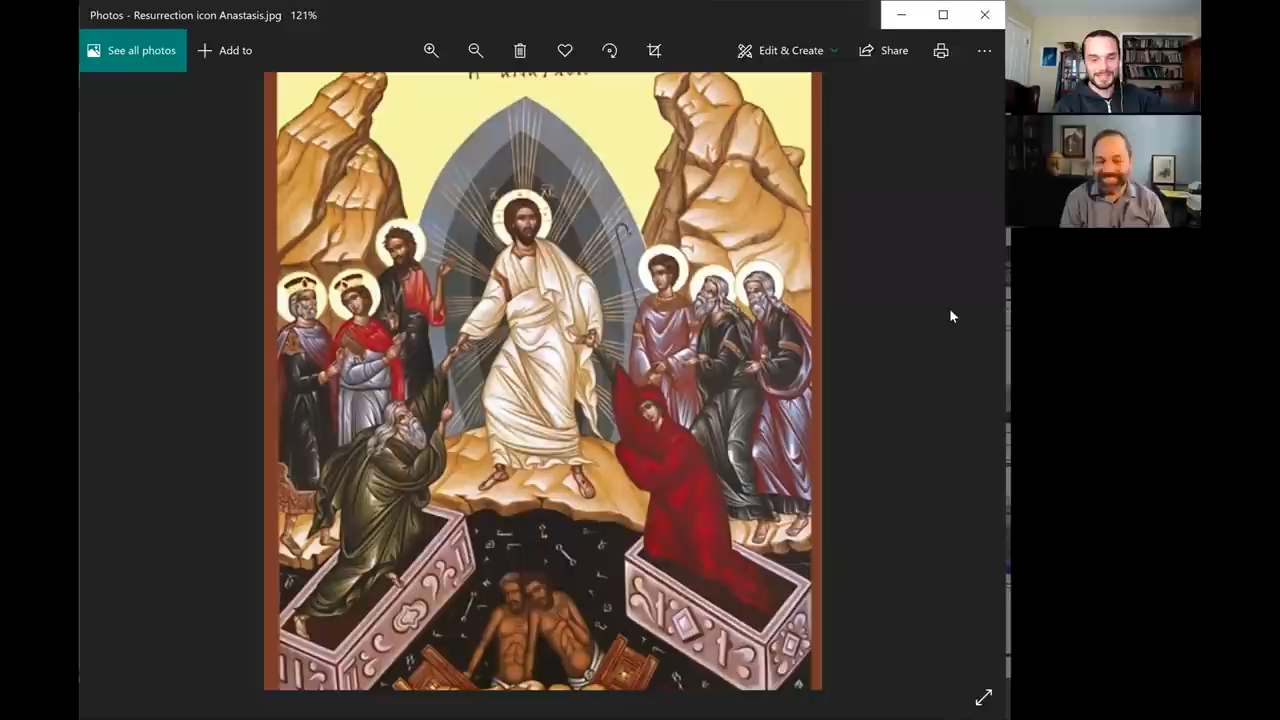 Photos - Resurrection icon Anastasis.jpg   121%
See all photos
Add to
Edit & Create
Share